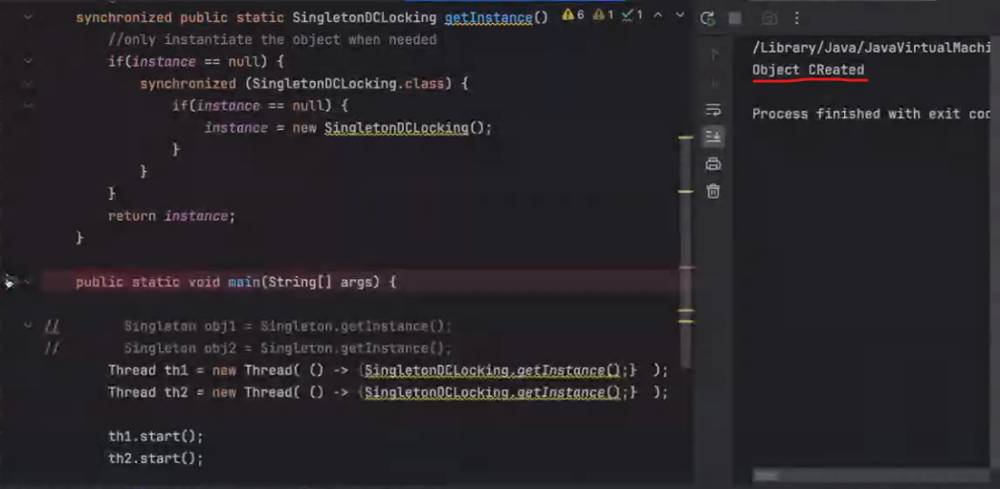 synchronized public static SingletonDCLocking getInstance() 6 1 1
//only instantiate the object when needed
if(instance == null) {
synchronized (SingletonDCLocking.class) {
if(instance == null) {
instance = new SingletonDCLocking();
}
}
}
return instance;
}
public static void main(String[] args) {
// Singleton obj1 = Singleton.getInstance();
// Singleton obj2 = Singleton.getInstance();
Thread th1 = new Thread( () -> {SingletonDCLocking.getInstance();} );
Thread th2 = new Thread( () -> {SingletonDCLocking.getInstance();} );
th1.start();
th2.start();
/Library/Java/JavaVirtualMachi
Object CReated
Process finished with exit cod